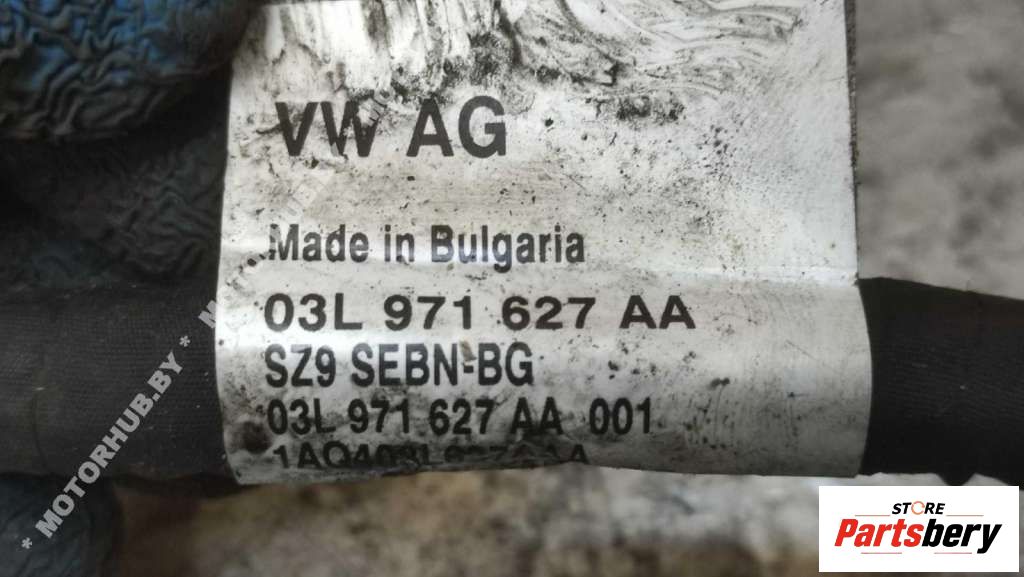 VW AG
Made in Bulgaria
03L 971 627 AA
SZ9 SEBN-BG
03L 971 627 AA 001
* MOTORHUB.BY *
STORE
Partsbery